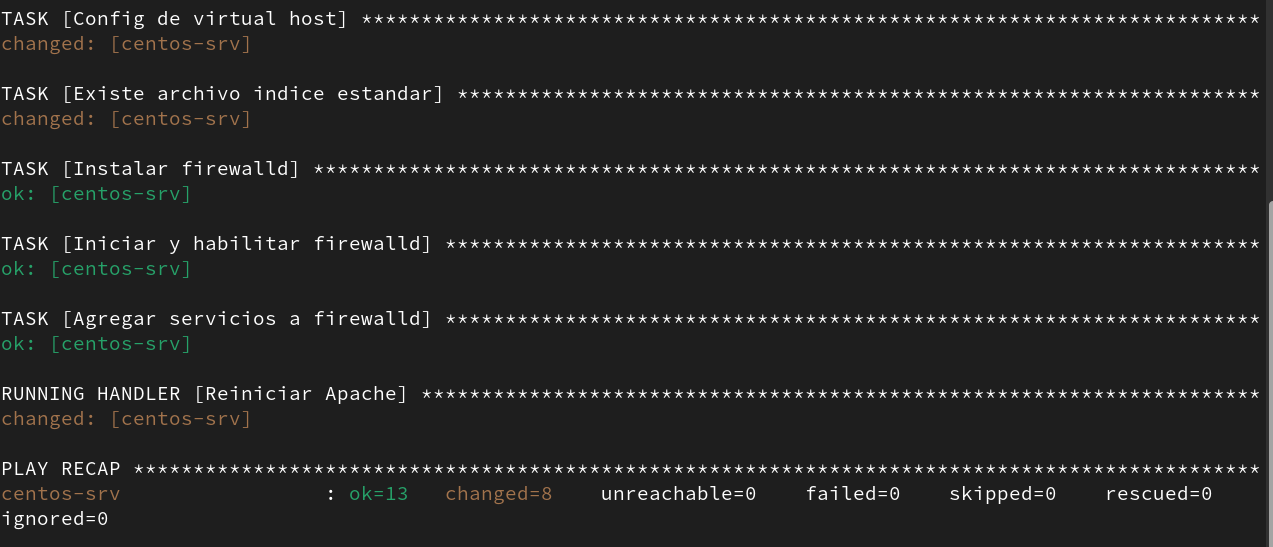 TASK [Config de virtual host] ***************************************************************************
changed: [centos-srv]
TASK [Existe archivo indice estandar] *******************************************************************
changed: [centos-srv]
TASK [Instalar firewalld] *******************************************************************************
ok: [centos-srv]
TASK [Iniciar y habilitar firewalld] ********************************************************************
ok: [centos-srv]
TASK [Agregar servicios a firewalld] ********************************************************************
ok: [centos-srv]
RUNNING HANDLER [Reiniciar Apache] **********************************************************************
changed: [centos-srv]
PLAY RECAP **********************************************************************************************
centos-srv                 : ok=13   changed=8    unreachable=0    failed=0    skipped=0    rescued=0
ignored=0